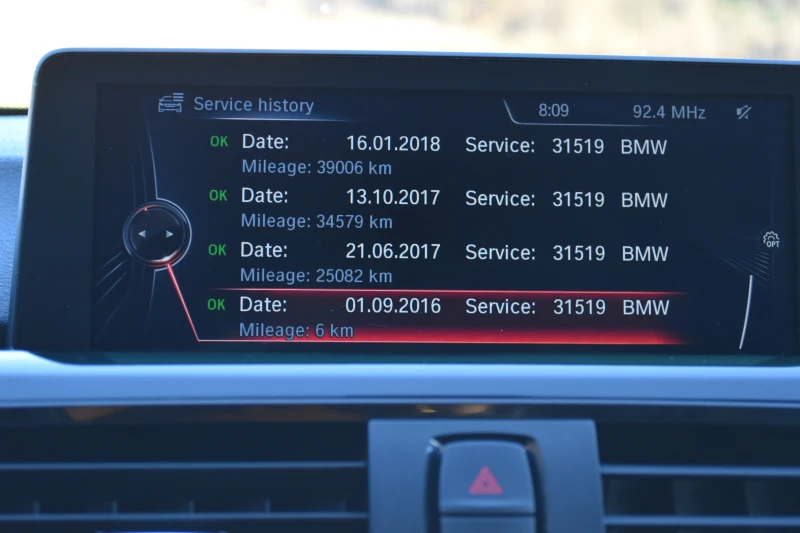 Service history 8:09 92.4 MHz
OK Date: 16.01.2018 Service: 31519 BMW
Mileage: 39006 km
OK Date: 13.10.2017 Service: 31519 BMW
Mileage: 34579 km
OK Date: 21.06.2017 Service: 31519 BMW
Mileage: 25082 km
OPT
OK Date: 01.09.2016 Service: 31519 BMW
Mileage: 6 km